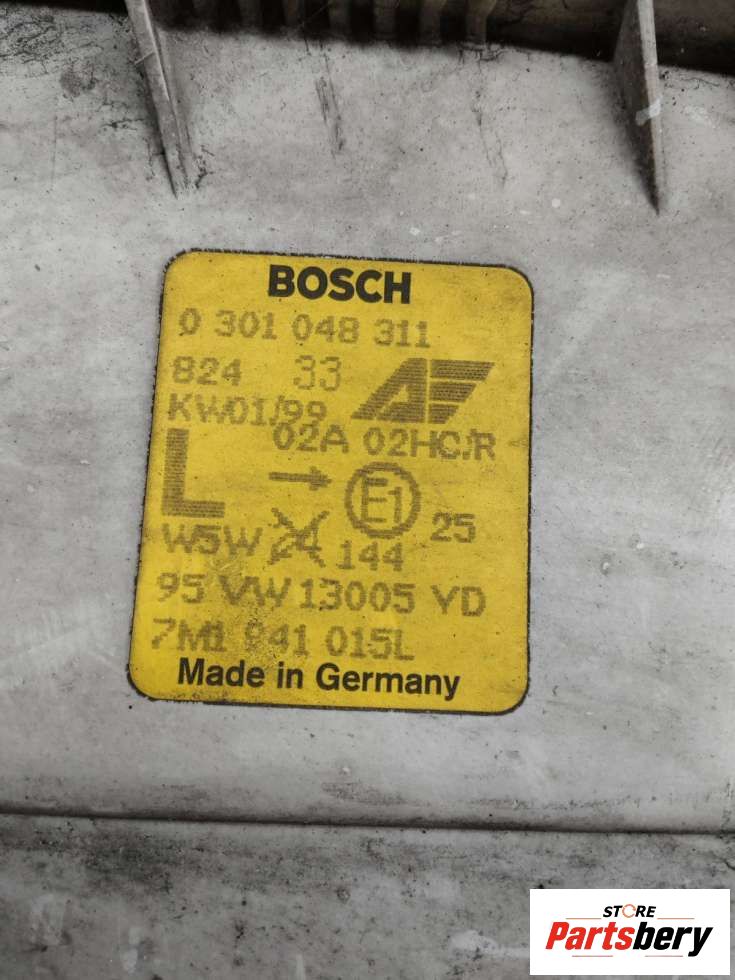 BOSCH
0 301 048 311
824 33
KW01/99
02A 02HC/R
L → E1 25
W5W 24 144
95 VW 13005 YD
7M1 941 015L
Made in Germany
STORE
Partsbery